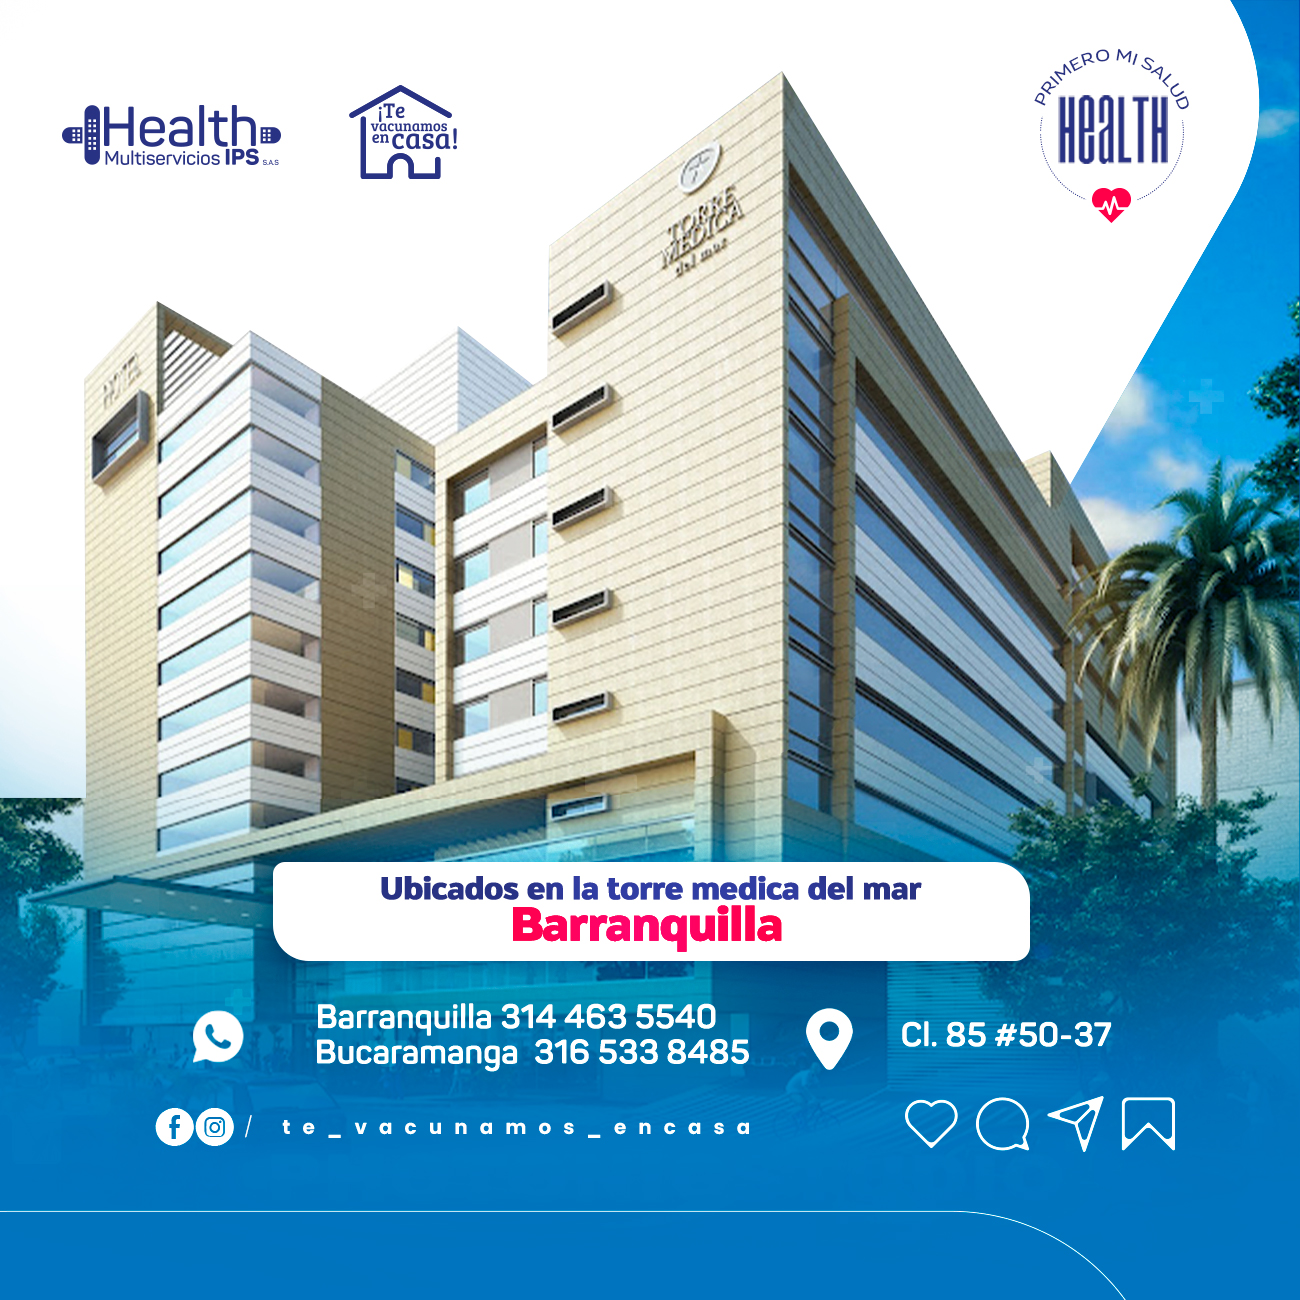 Health
Multiservicios IPS S.A.S
¡Te
vacunamos
en casa!
PRIMERO MI SALUD
HEALTH
TORRE
MEDICA
del mar
HOTEL
Ubicados en la torre medica del mar
Barranquilla
Barranquilla 314 463 5540
Bucaramanga 316 533 8485
Cl. 85 #50-37
/ te_vacunamos_encasa